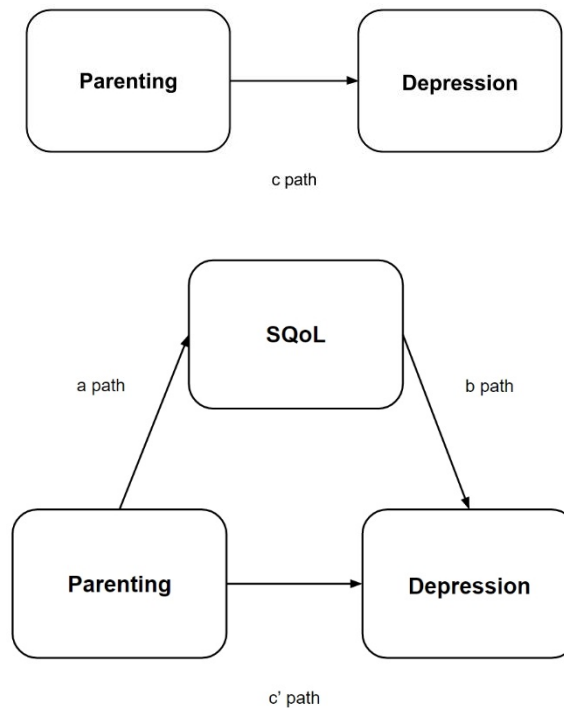 Parenting
Depression
c path
SQoL
a path
b path
Parenting
Depression
c' path